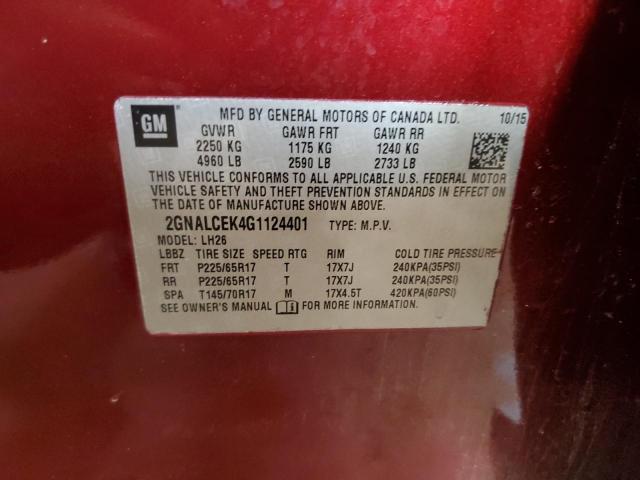 GM
MFD BY GENERAL MOTORS OF CANADA LTD. 10/15
GVWR GAWR FRT GAWR RR
2250 KG 1175 KG 1240 KG
4960 LB 2590 LB 2733 LB
THIS VEHICLE CONFORMS TO ALL APPLICABLE U.S. FEDERAL MOTOR
VEHICLE SAFETY AND THEFT PREVENTION STANDARDS IN EFFECT ON
THE DATE OF MANUFACTURE SHOWN ABOVE.
2GNALCEK4G1124401 TYPE: M.P.V.
MODEL: LH26
LBBZ TIRE SIZE SPEED RTG RIM COLD TIRE PRESSURE
FRT P225/65R17 T 17X7J 240KPA(35PSI)
RR P225/65R17 T 17X7J 240KPA(35PSI)
SPA T145/70R17 M 17X4.5T 420KPA(60PSI)
SEE OWNER'S MANUAL FOR MORE INFORMATION.